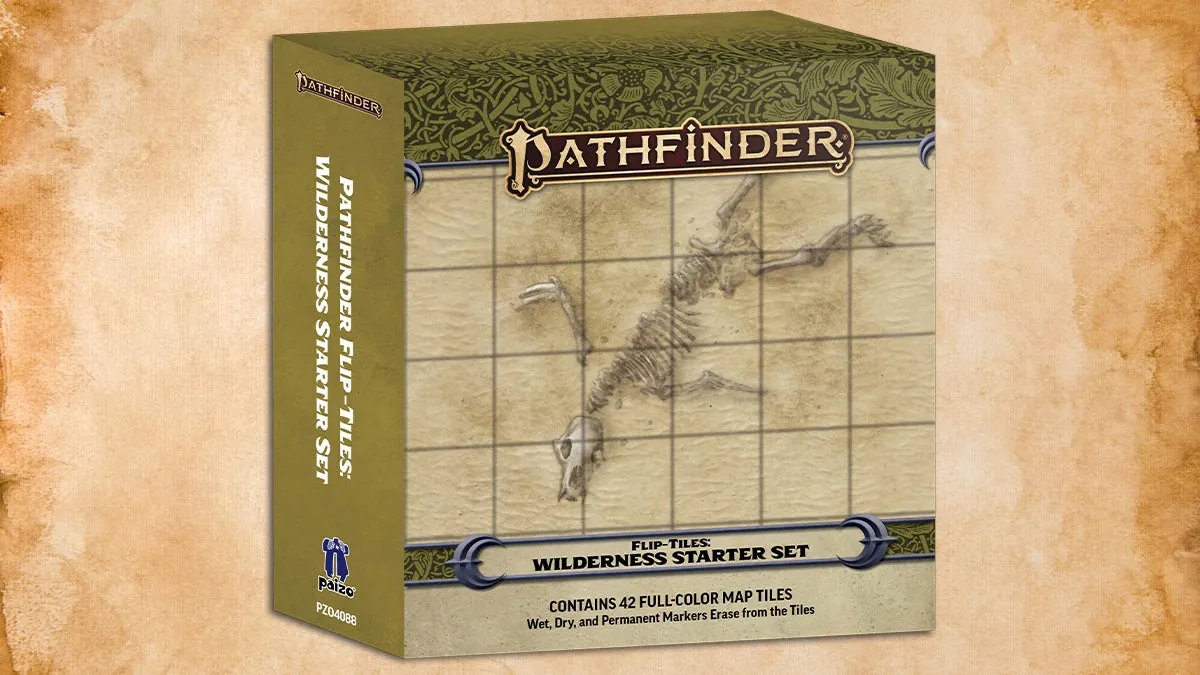 PATHFINDER
PATHFINDER FLIP-TILES:
WILDERNESS STARTER SET
paizo
PZO4088
PATHFINDER
FLIP-TILES:
WILDERNESS STARTER SET
CONTAINS 42 FULL-COLOR MAP TILES
Wet, Dry, and Permanent Markers Erase from the Tiles